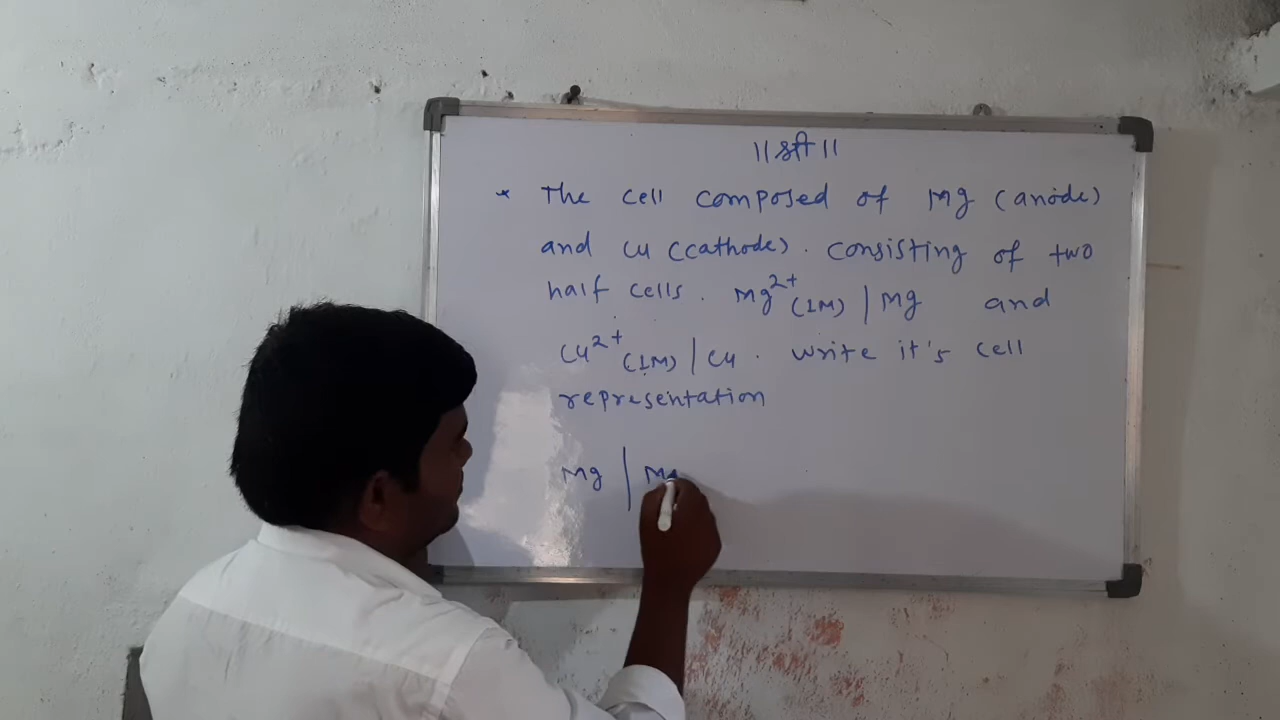 ॥ श्री ॥
* The cell composed of Mg (anode)
and Cu (cathode). consisting of two
half cells. Mg²⁺(1M) | Mg and
Cu²⁺(1M) | Cu. write it's cell
representation
Mg | Mg